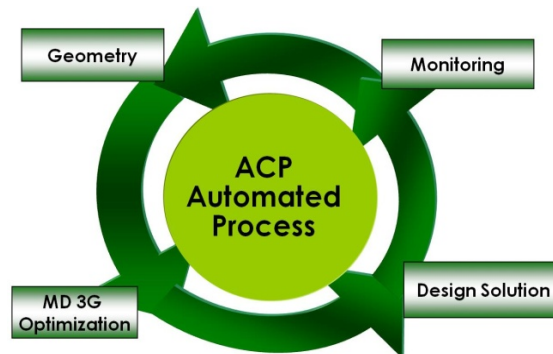 Geometry
Monitoring
ACP
Automated
Process
MD 3G
Optimization
Design Solution